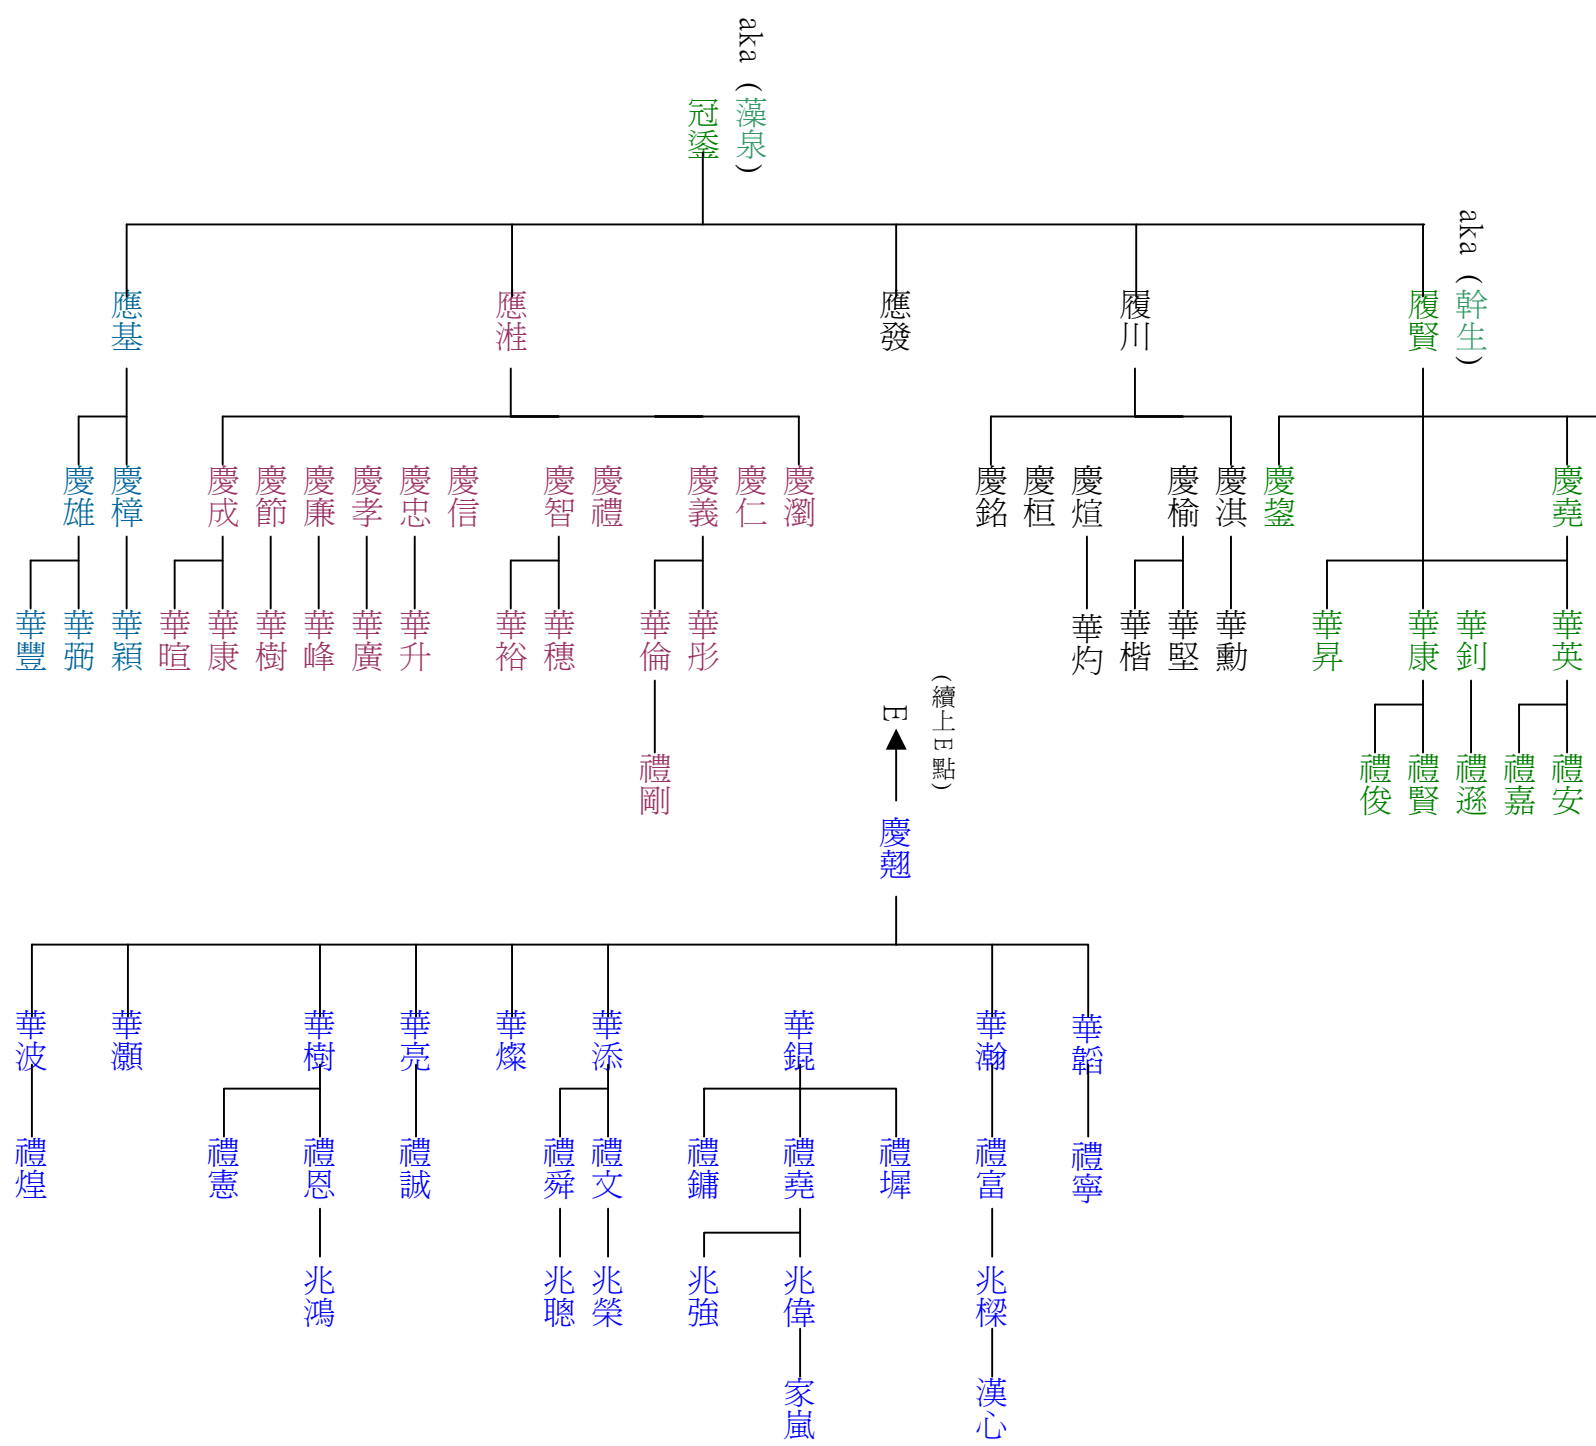 aka (藻泉)
冠鋈
aka (幹生)
履賢
履川
應發
應溎
應基
慶堯
慶鋆
慶淇
慶榆
慶煊
慶桓
慶銘
慶瀏
慶仁
慶義
慶禮
慶智
慶信
慶忠
慶孝
慶廉
慶節
慶成
慶樟
慶雄
華英
華釗
華康
華昇
華勳
華堅
華楷
華灼
華彤
華倫
華穗
華裕
華升
華廣
華峰
華樹
華康
華暄
華穎
華弼
華豐
禮安
禮嘉
禮遜
禮賢
禮俊
禮剛
(續上E點)
E
慶翹
華韜
華瀚
華錕
華添
華燦
華亮
華樹
華灝
華波
禮寧
禮富
禮墀
禮堯
禮鏞
禮文
禮舜
禮誠
禮恩
禮憲
禮煌
兆樑
兆偉
兆強
兆榮
兆聰
兆鴻
漢心
家嵐